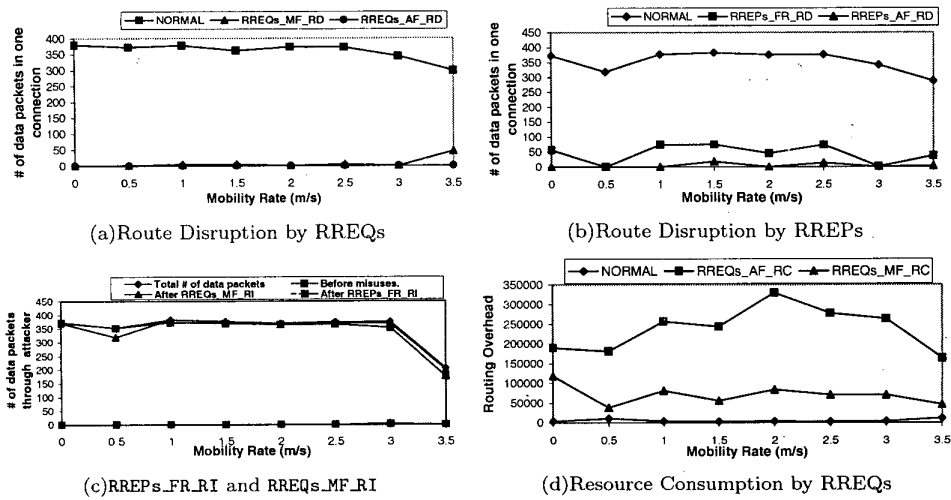 NORMAL RREQs_MF_RD RREQs_AF_RD
# of data packets in one connection
400
350
300
250
200
150
100
50
0
0 0.5 1 1.5 2 2.5 3 3.5
Mobility Rate (m/s)
(a)Route Disruption by RREQs
NORMAL RREPs_FR_RD RREPs_AF_RD
# of data packets in one connection
450
400
350
300
250
200
150
100
50
0
0 0.5 1 1.5 2 2.5 3 3.5
Mobility Rate (m/s)
(b)Route Disruption by RREPs
Total # of data packets Before misuses.
After RREQs_MF_RI After RREPs_FR_RI
# of data packets through attacker
450
400
350
300
250
200
150
100
50
0
0 0.5 1 1.5 2 2.5 3 3.5
Mobility Rate (m/s)
(c)RREPs_FR_RI and RREQs_MF_RI
NORMAL RREQs_AF_RC RREQs_MF_RC
Routing Overhead
350000
300000
250000
200000
150000
100000
50000
0
0 0.5 1 1.5 2 2.5 3 3.5
Mobility Rate (m/s)
(d)Resource Consumption by RREQs